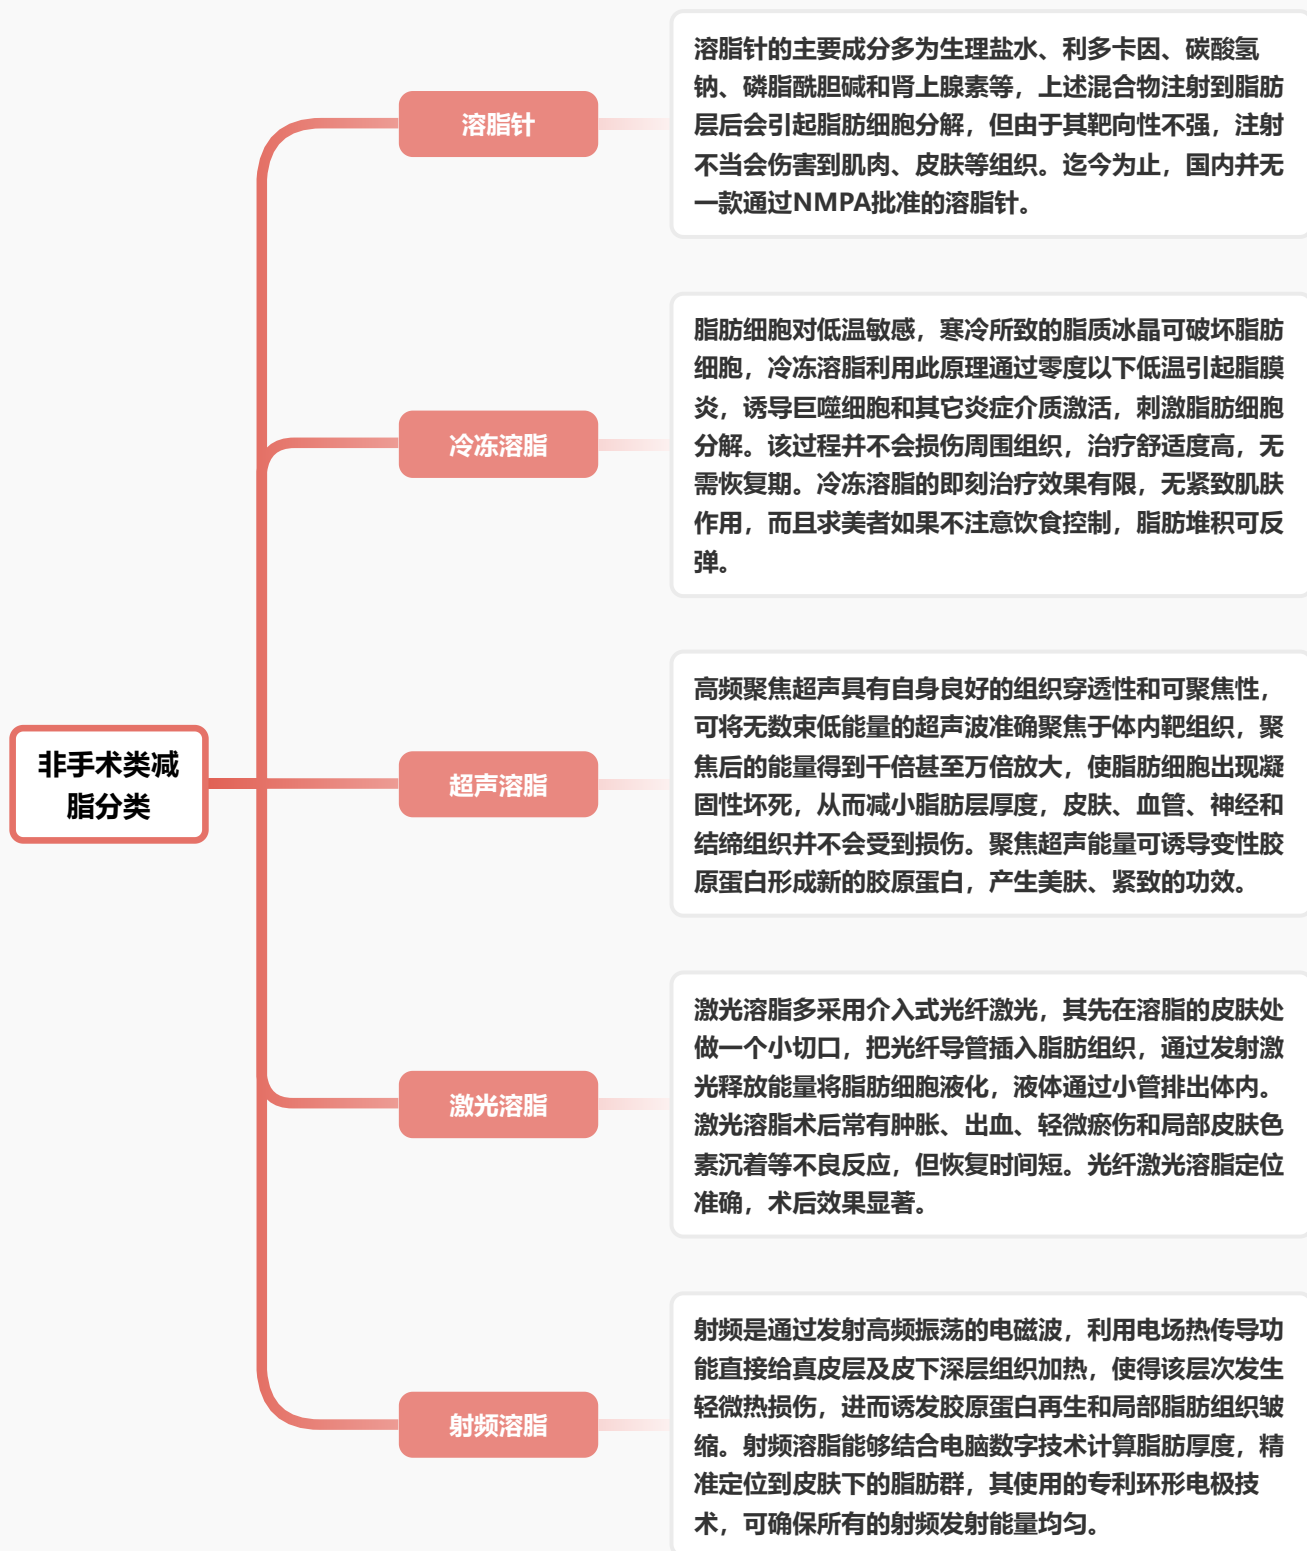 非手术类减
脂分类
溶脂针
溶脂针的主要成分多为生理盐水、利多卡因、碳酸氢
钠、磷脂酰胆碱和肾上腺素等，上述混合物注射到脂肪
层后会引起脂肪细胞分解，但由于其靶向性不强，注射
不当会伤害到肌肉、皮肤等组织。迄今为止，国内并无
一款通过NMPA批准的溶脂针。
冷冻溶脂
脂肪细胞对低温敏感，寒冷所致的脂质冰晶可破坏脂肪
细胞，冷冻溶脂利用此原理通过零度以下低温引起脂膜
炎，诱导巨噬细胞和其它炎症介质激活，刺激脂肪细胞
分解。该过程并不会损伤周围组织，治疗舒适度高，无
需恢复期。冷冻溶脂的即刻治疗效果有限，无紧致肌肤
作用，而且求美者如果不注意饮食控制，脂肪堆积可反
弹。
超声溶脂
高频聚焦超声具有自身良好的组织穿透性和可聚焦性，
可将无数束低能量的超声波准确聚焦于体内靶组织，聚
焦后的能量得到千倍甚至万倍放大，使脂肪细胞出现凝
固性坏死，从而减小脂肪层厚度，皮肤、血管、神经和
结缔组织并不会受到损伤。聚焦超声能量可诱导变性胶
原蛋白形成新的胶原蛋白，产生美肤、紧致的功效。
激光溶脂
激光溶脂多采用介入式光纤激光，其先在溶脂的皮肤处
做一个小切口，把光纤导管插入脂肪组织，通过发射激
光释放能量将脂肪细胞液化，液体通过小管排出体内。
激光溶脂术后常有肿胀、出血、轻微瘀伤和局部皮肤色
素沉着等不良反应，但恢复时间短。光纤激光溶脂定位
准确，术后效果显著。
射频溶脂
射频是通过发射高频振荡的电磁波，利用电场热传导功
能直接给真皮层及皮下深层组织加热，使得该层次发生
轻微热损伤，进而诱发胶原蛋白再生和局部脂肪组织皱
缩。射频溶脂能够结合电脑数字技术计算脂肪厚度，精
准定位到皮肤下的脂肪群，其使用的专利环形电极技
术，可确保所有的射频发射能量均匀。